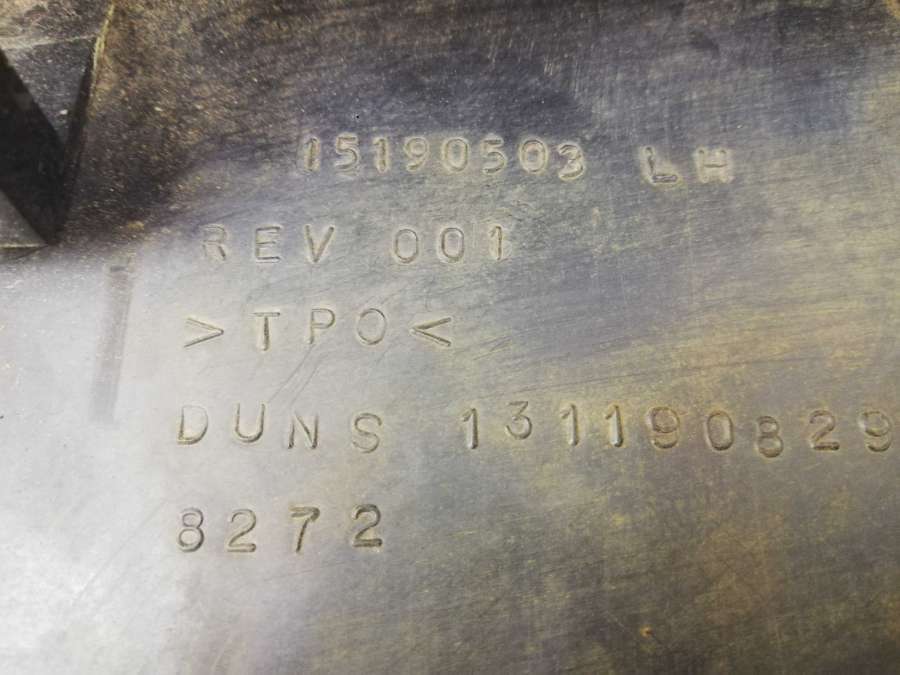 15190503 LH
REV 001
>TPO<
DUNS 131190829
8272